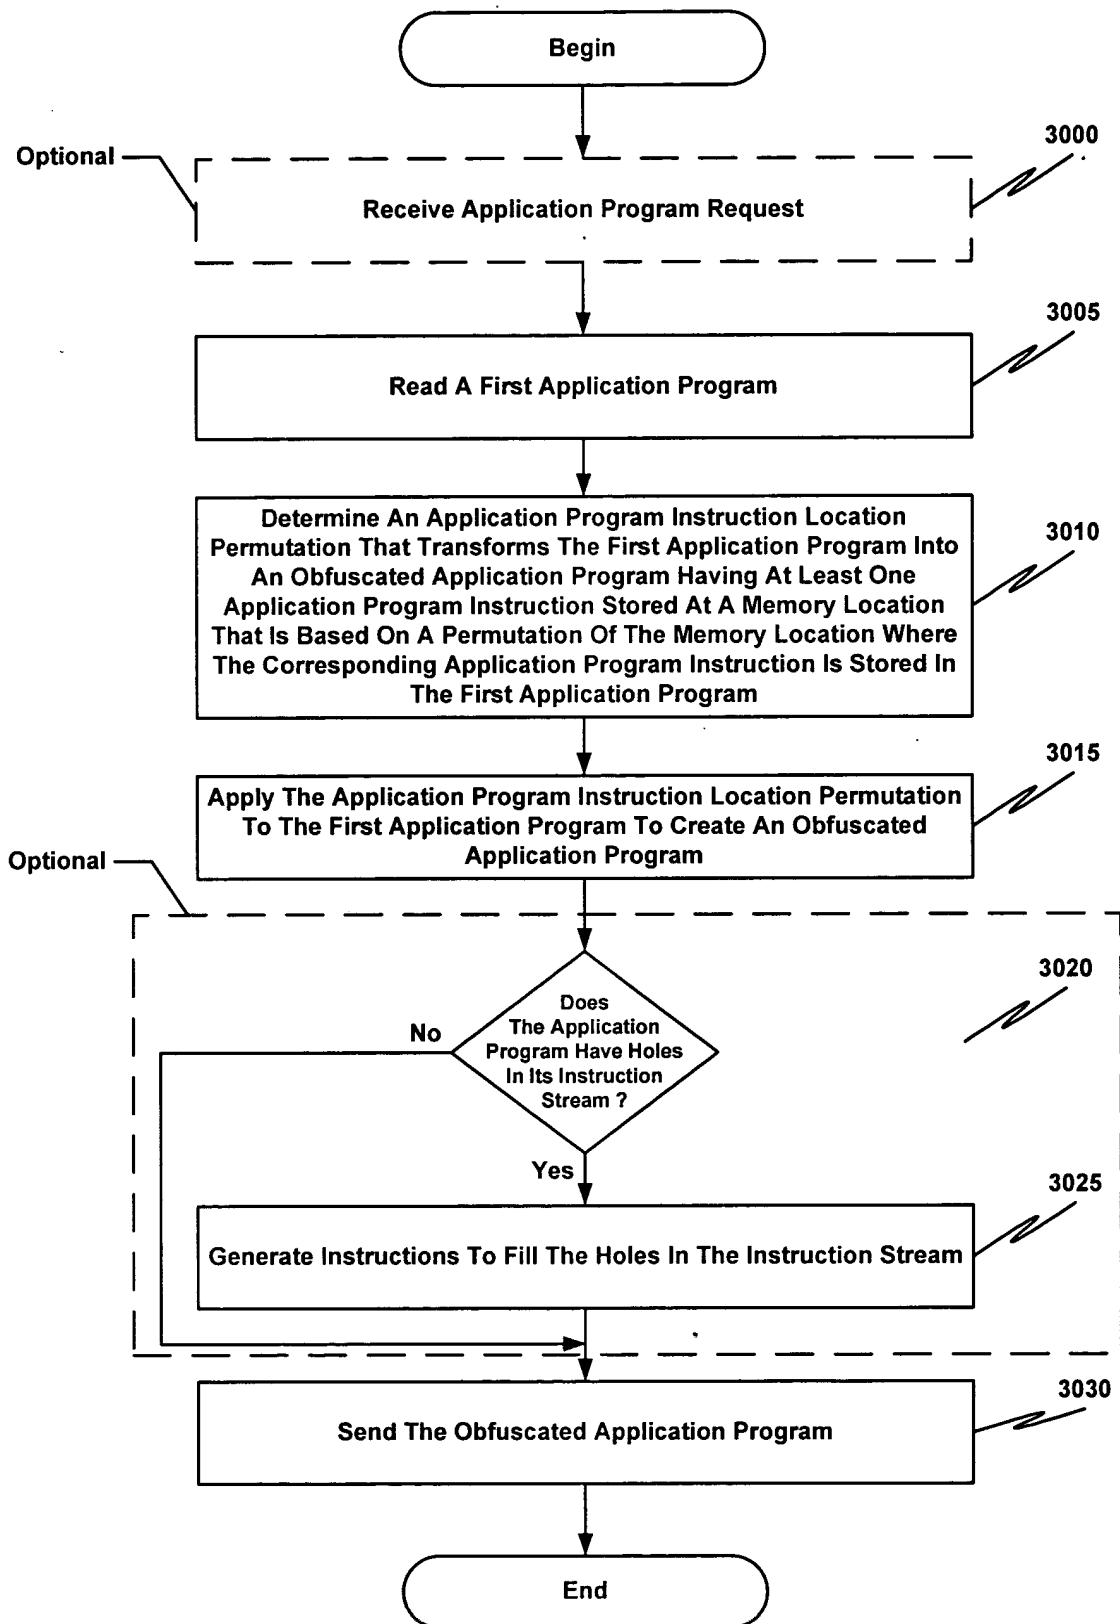 Begin
Optional
3000
Receive Application Program Request
3005
Read A First Application Program
Determine An Application Program Instruction Location
Permutation That Transforms The First Application Program Into
An Obfuscated Application Program Having At Least One
Application Program Instruction Stored At A Memory Location
That Is Based On A Permutation Of The Memory Location Where
The Corresponding Application Program Instruction Is Stored In
The First Application Program
3010
3015
Apply The Application Program Instruction Location Permutation
To The First Application Program To Create An Obfuscated
Application Program
Optional
3020
Does
The Application
Program Have Holes
In Its Instruction
Stream ?
No
Yes
3025
Generate Instructions To Fill The Holes In The Instruction Stream
3030
Send The Obfuscated Application Program
End